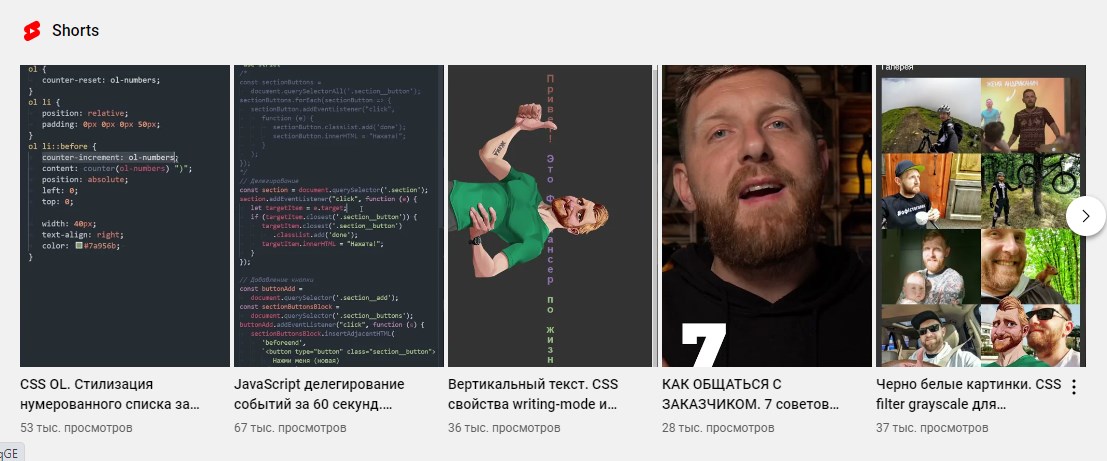 Shorts
ol {
counter-reset: ol-numbers;
}
ol li {
position: relative;
padding: 0px 0px 0px 50px;
}
ol li::before {
counter-increment: ol-numbers;
content: counter(ol-numbers) ")";
position: absolute;
left: 0;
top: 0;
width: 40px;
text-align: right;
color: #7a956b;
}
/*
const sectionButtons =
document.querySelectorAll('.section__button');
sectionButtons.forEach(sectionButton => {
sectionButton.addEventListener("click",
function (e) {
sectionButton.classList.add('done');
sectionButton.innerHTML = "Нажата!";
}
);
});
*/
// Делегирование
const section = document.querySelector('.section');
section.addEventListener("click", function (e) {
let targetItem = e.target;
if (targetItem.closest('.section__button')) {
targetItem.closest('.section__button')
.classList.add('done');
targetItem.innerHTML = "Нажата!";
}
});
// Добавление кнопки
const buttonAdd =
document.querySelector('.section__add');
const sectionButtonsBlock =
document.querySelector('.section__buttons');
buttonAdd.addEventListener("click", function (e) {
sectionButtonsBlock.insertAdjacentHTML(
'beforeend',
'<button type="button" class="section__button">
Нажми меня (новая)
Привет! Это Ф ансер по жизн
7
Галерея
CSS OL. Стилизация
нумерованного списка за...
53 тыс. просмотров
JavaScript делегирование
событий за 60 секунд....
67 тыс. просмотров
Вертикальный текст. CSS
свойства writing-mode и...
36 тыс. просмотров
КАК ОБЩАТЬСЯ С
ЗАКАЗЧИКОМ. 7 советов...
28 тыс. просмотров
Черно белые картинки. CSS
filter grayscale для...
37 тыс. просмотров
qGE